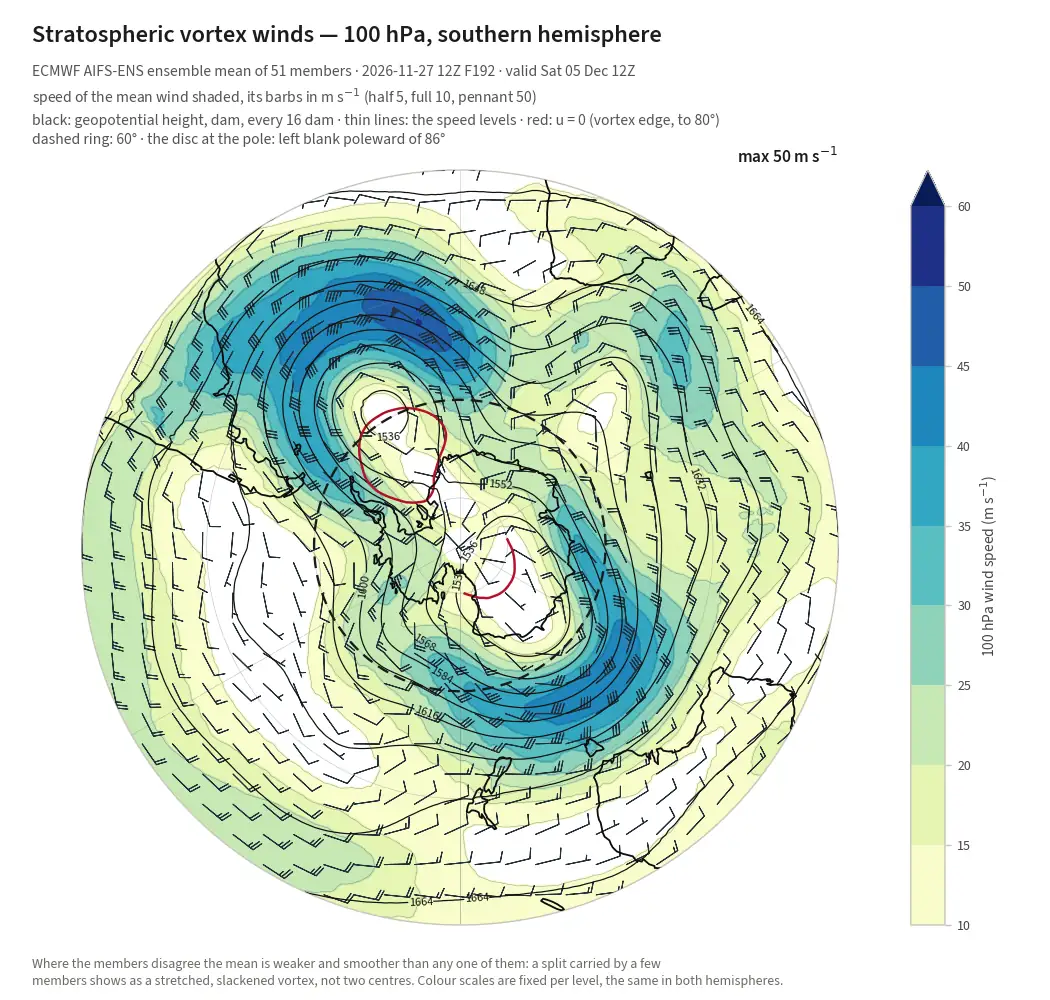 Stratospheric vortex winds — 100 hPa, southern hemisphere
ECMWF AIFS-ENS ensemble mean of 51 members · 2026-11-27 12Z F192 · valid Sat 05 Dec 12Z
speed of the mean wind shaded, its barbs in m s⁻¹ (half 5, full 10, pennant 50)
black: geopotential height, dam, every 16 dam · thin lines: the speed levels · red: u = 0 (vortex edge, to 80°)
dashed ring: 60° · the disc at the pole: left blank poleward of 86°
max 50 m s⁻¹
60
50
45
40
35
30
25
20
15
10
100 hPa wind speed (m s⁻¹)
1664
1536
1552
1632
1536
1600
1568
1584
1616
1664
1664
Where the members disagree the mean is weaker and smoother than any one of them: a split carried by a few
members shows as a stretched, slackened vortex, not two centres. Colour scales are fixed per level, the same in both hemispheres.